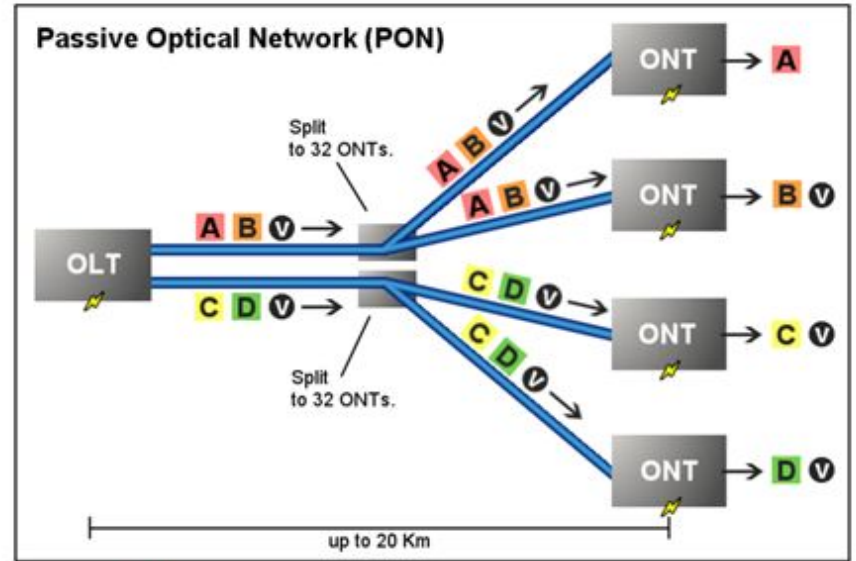 Passive Optical Network (PON)
ONT → A
Split
to 32 ONTs.
A B V →
A B V →
ONT → B V
A B V →
OLT
C D V →
C D V →
ONT → C V
C D V →
Split
to 32 ONTs.
ONT → D V
up to 20 Km